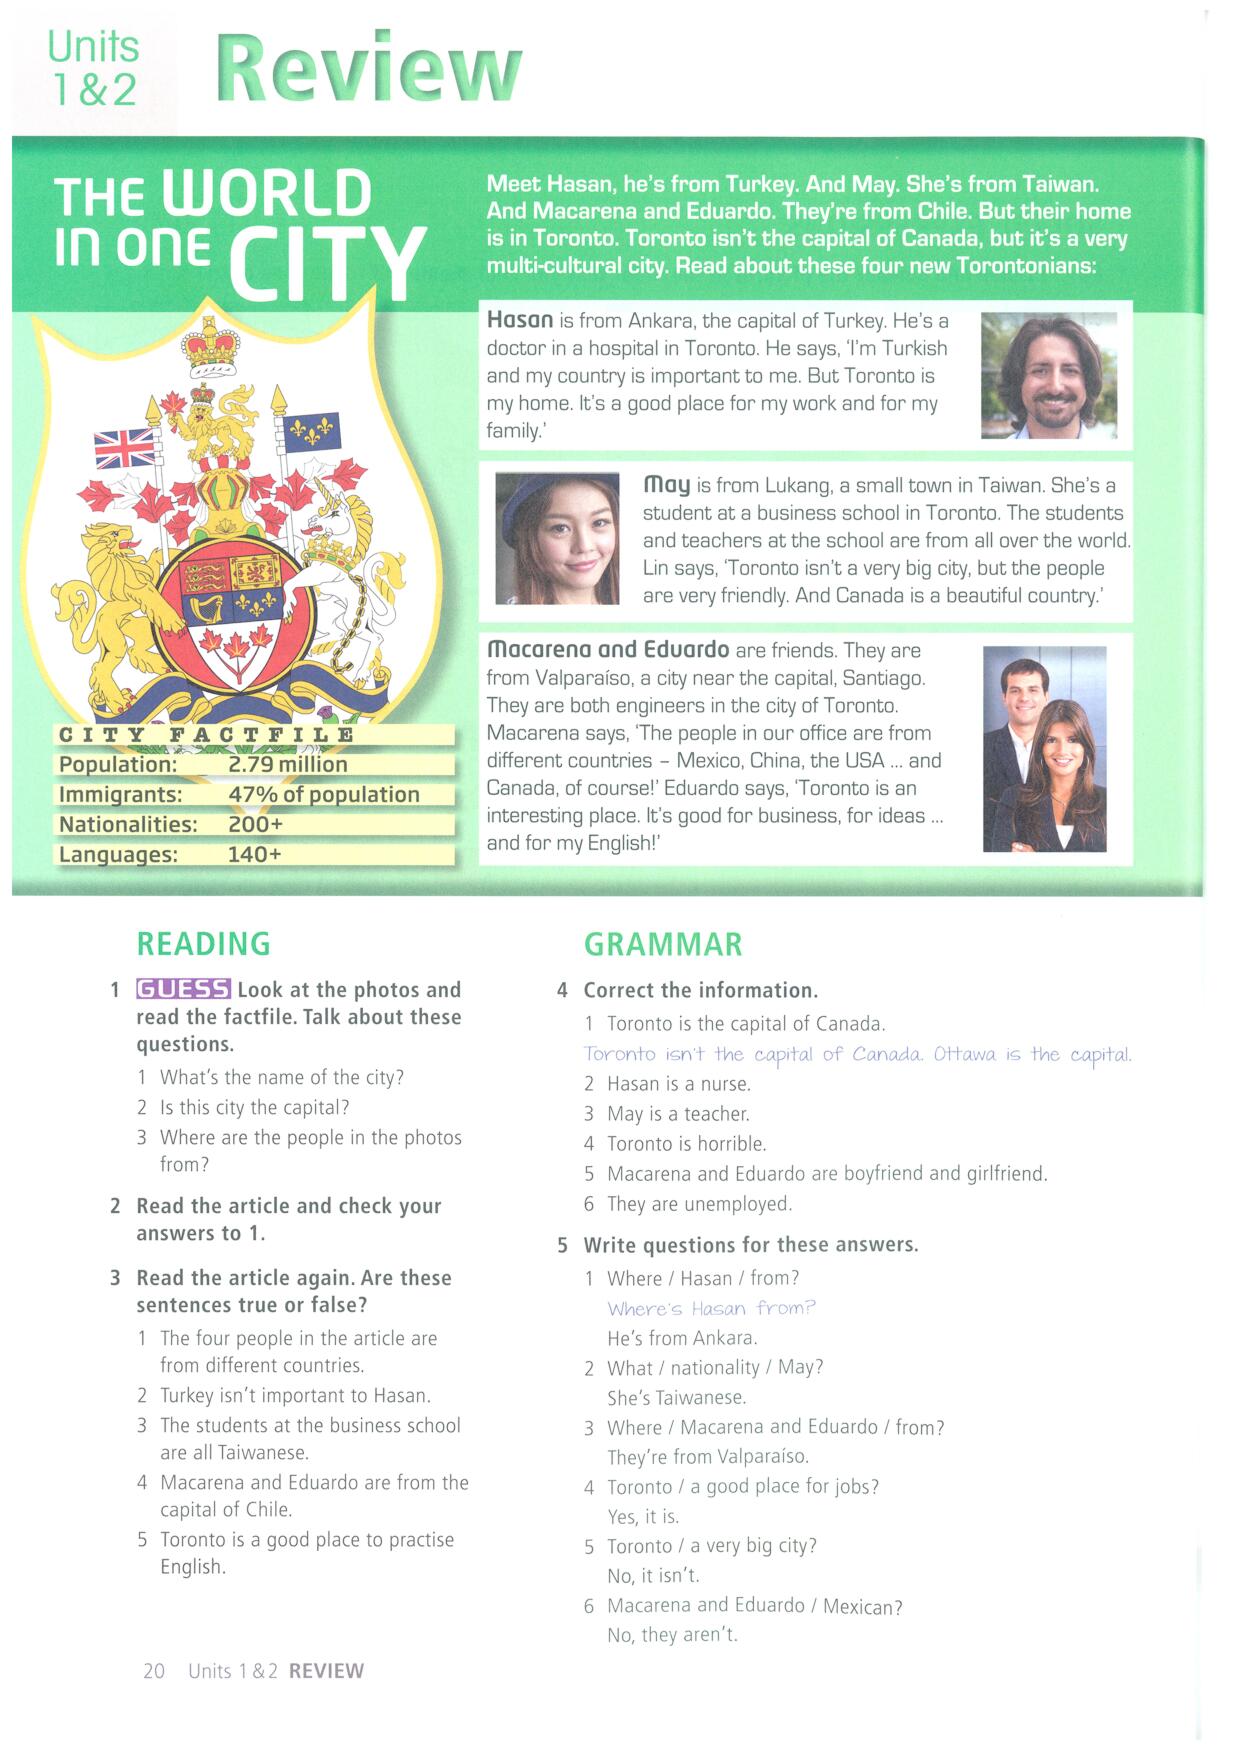 Units
1&2
Review
THE WORLD
IN ONE CITY
Meet Hasan, he's from Turkey. And May. She's from Taiwan.
And Macarena and Eduardo. They're from Chile. But their home
is in Toronto. Toronto isn't the capital of Canada, but it's a very
multi-cultural city. Read about these four new Torontonians:
Hasan is from Ankara, the capital of Turkey. He's a
doctor in a hospital in Toronto. He says, 'I'm Turkish
and my country is important to me. But Toronto is
my home. It's a good place for my work and for my
family.'
May is from Lukang, a small town in Taiwan. She's a
student at a business school in Toronto. The students
and teachers at the school are from all over the world.
Lin says, 'Toronto isn't a very big city, but the people
are very friendly. And Canada is a beautiful country.'
Macarena and Eduardo are friends. They are
from Valparaíso, a city near the capital, Santiago.
They are both engineers in the city of Toronto.
Macarena says, 'The people in our office are from
different countries – Mexico, China, the USA ... and
Canada, of course!' Eduardo says, 'Toronto is an
interesting place. It's good for business, for ideas ...
and for my English!'
CITY FACTFILE
Population: 2.79 million
Immigrants: 47% of population
Nationalities: 200+
Languages: 140+
READING
1 GUESS Look at the photos and
read the factfile. Talk about these
questions.
1 What's the name of the city?
2 Is this city the capital?
3 Where are the people in the photos
from?
2 Read the article and check your
answers to 1.
3 Read the article again. Are these
sentences true or false?
1 The four people in the article are
from different countries.
2 Turkey isn't important to Hasan.
3 The students at the business school
are all Taiwanese.
4 Macarena and Eduardo are from the
capital of Chile.
5 Toronto is a good place to practise
English.
GRAMMAR
4 Correct the information.
1 Toronto is the capital of Canada.
Toronto isn't the capital of Canada. Ottawa is the capital.
2 Hasan is a nurse.
3 May is a teacher.
4 Toronto is horrible.
5 Macarena and Eduardo are boyfriend and girlfriend.
6 They are unemployed.
5 Write questions for these answers.
1 Where / Hasan / from?
Where's Hasan from?
He's from Ankara.
2 What / nationality / May?
She's Taiwanese.
3 Where / Macarena and Eduardo / from?
They're from Valparaíso.
4 Toronto / a good place for jobs?
Yes, it is.
5 Toronto / a very big city?
No, it isn't.
6 Macarena and Eduardo / Mexican?
No, they aren't.
20 Units 1 & 2 REVIEW